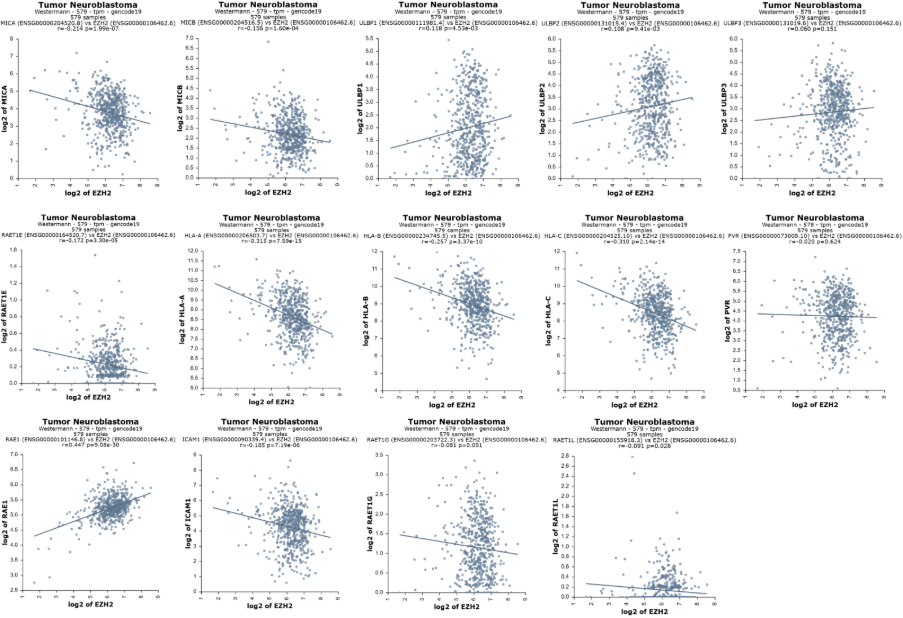 Tumor Neuroblastoma
Westermann - 579 - tpm - gencode19
579 samples
MICA (ENSG00000204520.8) vs EZH2 (ENSG00000106462.6)
r=-0.214 p=1.99e-07
log2 of MICA
log2 of EZH2
Tumor Neuroblastoma
Westermann - 579 - tpm - gencode19
579 samples
MICB (ENSG00000204516.5) vs EZH2 (ENSG00000106462.6)
r=-0.156 p=1.60e-04
log2 of MICB
log2 of EZH2
Tumor Neuroblastoma
Westermann - 579 - tpm - gencode19
579 samples
ULBP1 (ENSG00000111981.4) vs EZH2 (ENSG00000106462.6)
r=0.118 p=4.53e-03
log2 of ULBP1
log2 of EZH2
Tumor Neuroblastoma
Westermann - 579 - tpm - gencode19
579 samples
ULBP2 (ENSG00000131015.4) vs EZH2 (ENSG00000106462.6)
r=0.108 p=9.41e-03
log2 of ULBP2
log2 of EZH2
Tumor Neuroblastoma
Westermann - 579 - tpm - gencode19
579 samples
ULBP3 (ENSG00000131019.6) vs EZH2 (ENSG00000106462.6)
r=0.060 p=0.151
log2 of ULBP3
log2 of EZH2
Tumor Neuroblastoma
Westermann - 579 - tpm - gencode19
579 samples
RAET1E (ENSG00000164520.7) vs EZH2 (ENSG00000106462.6)
r=-0.172 p=3.30e-05
log2 of RAET1E
log2 of EZH2
Tumor Neuroblastoma
Westermann - 579 - tpm - gencode19
579 samples
HLA-A (ENSG00000206503.7) vs EZH2 (ENSG00000106462.6)
r=-0.315 p=7.59e-15
log2 of HLA-A
log2 of EZH2
Tumor Neuroblastoma
Westermann - 579 - tpm - gencode19
579 samples
HLA-B (ENSG00000234745.5) vs EZH2 (ENSG00000106462.6)
r=-0.257 p=3.37e-10
log2 of HLA-B
log2 of EZH2
Tumor Neuroblastoma
Westermann - 579 - tpm - gencode19
579 samples
HLA-C (ENSG00000204525.10) vs EZH2 (ENSG00000106462.6)
r=-0.310 p=2.14e-14
log2 of HLA-C
log2 of EZH2
Tumor Neuroblastoma
Westermann - 579 - tpm - gencode19
579 samples
PVR (ENSG00000073008.10) vs EZH2 (ENSG00000106462.6)
r=-0.020 p=0.624
log2 of PVR
log2 of EZH2
Tumor Neuroblastoma
Westermann - 579 - tpm - gencode19
579 samples
RAE1 (ENSG00000101146.8) vs EZH2 (ENSG00000106462.6)
r=0.447 p=9.08e-30
log2 of RAE1
log2 of EZH2
Tumor Neuroblastoma
Westermann - 579 - tpm - gencode19
579 samples
ICAM1 (ENSG00000090339.4) vs EZH2 (ENSG00000106462.6)
r=-0.185 p=7.19e-06
log2 of ICAM1
log2 of EZH2
Tumor Neuroblastoma
Westermann - 579 - tpm - gencode19
579 samples
RAET1G (ENSG00000203722.3) vs EZH2 (ENSG00000106462.6)
r=-0.081 p=0.051
log2 of RAET1G
log2 of EZH2
Tumor Neuroblastoma
Westermann - 579 - tpm - gencode19
579 samples
RAET1L (ENSG00000155918.3) vs EZH2 (ENSG00000106462.6)
r=-0.091 p=0.028
log2 of RAET1L
log2 of EZH2